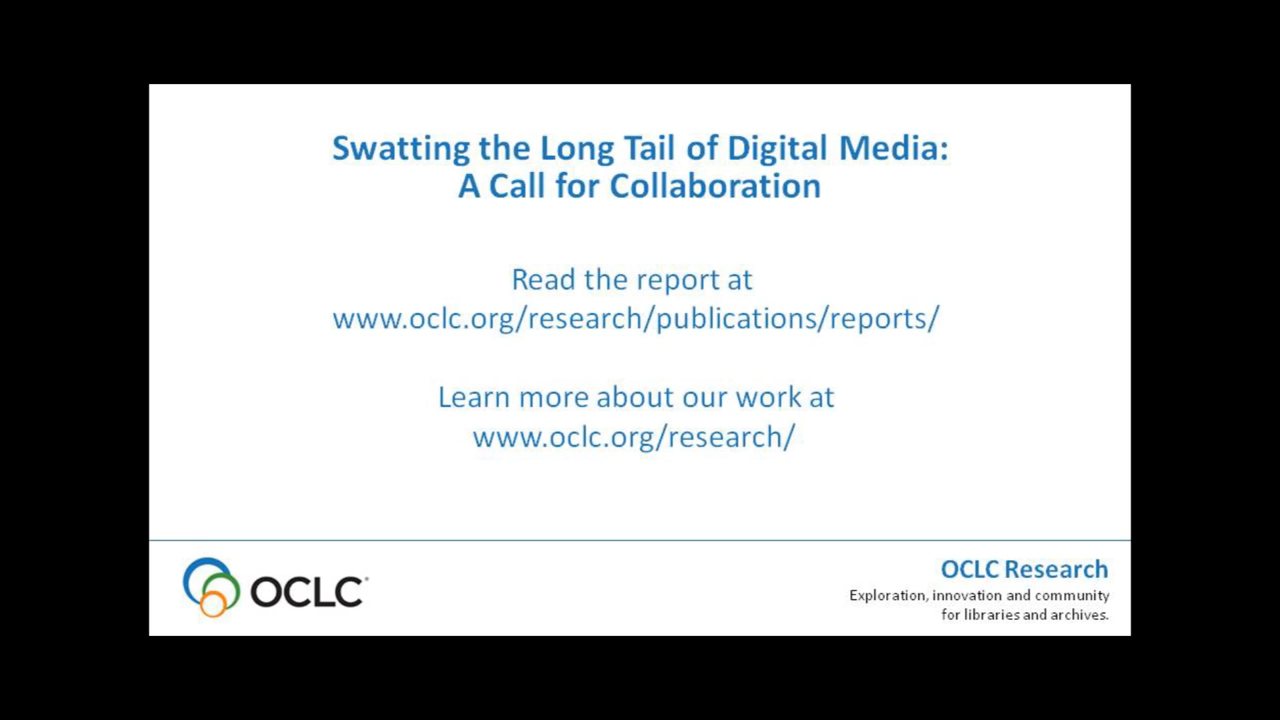 Swatting the Long Tail of Digital Media:
A Call for Collaboration
Read the report at
www.oclc.org/research/publications/reports/
Learn more about our work at
www.oclc.org/research/
OCLC®
OCLC Research
Exploration, innovation and community
for libraries and archives.